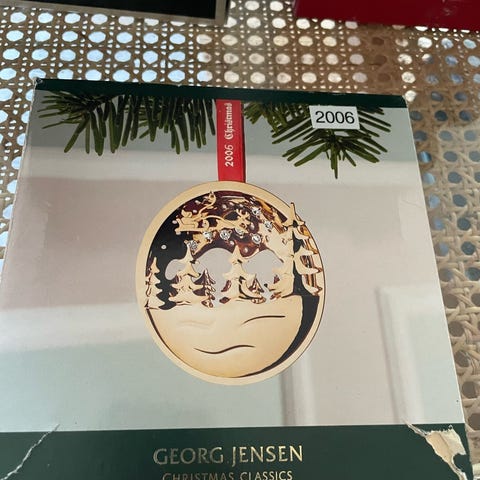 2006
2006 Christmas
GEORG JENSEN
CHRISTMAS CLASSICS